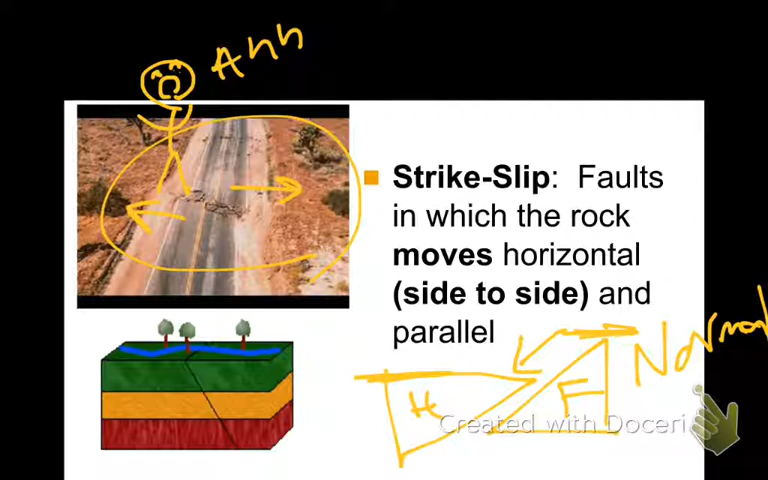 Ahh
Strike-Slip: Faults
in which the rock
moves horizontal
(side to side) and
parallel
Normal
H
F
Created with Doceri